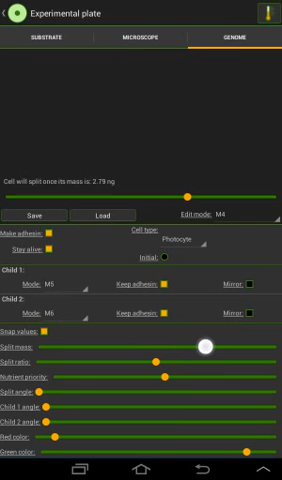 Experimental plate
SUBSTRATE MICROSCOPE GENOME
Cell will split once its mass is: 2.79 ng
Save Load Edit mode: M4
Make adhesin: Cell type:
Photocyte
Stay alive:
Initial:
Child 1:
Mode: M5 Keep adhesin: Mirror:
Child 2:
Mode: M6 Keep adhesin: Mirror:
Snap values:
Split mass:
Split ratio:
Nutrient priority:
Split angle:
Child 1 angle:
Child 2 angle:
Red color:
Green color: